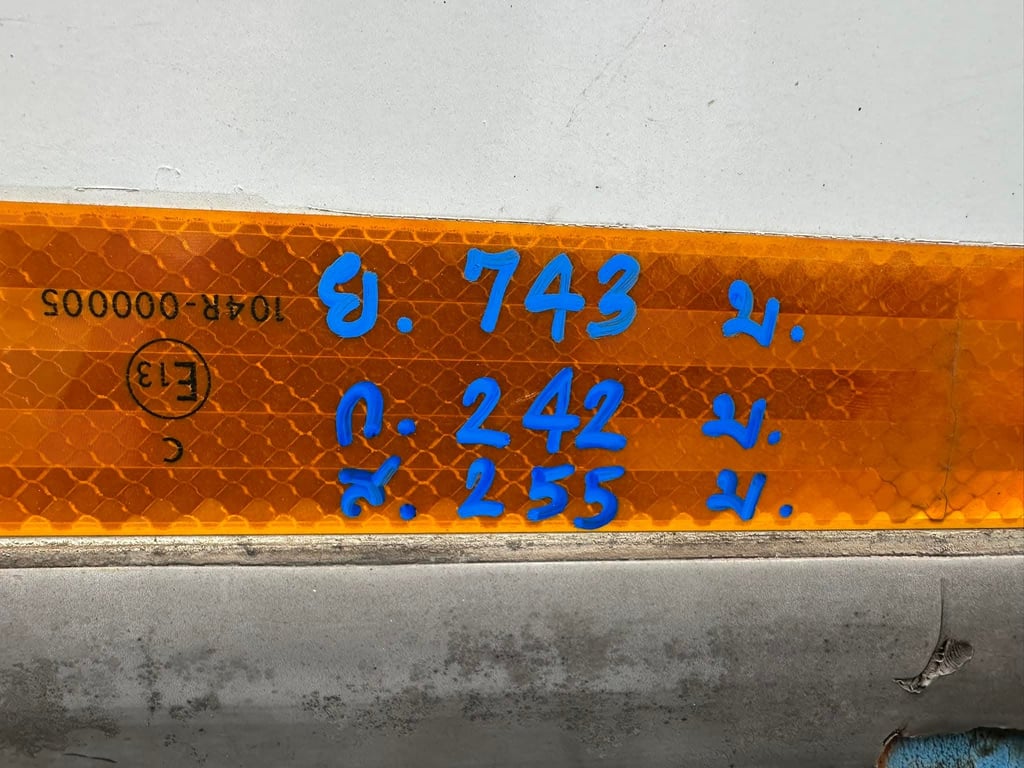 ย. 743 ม.
ก. 242 ม.
ส. 255 ม.
104R-000005
E13
C